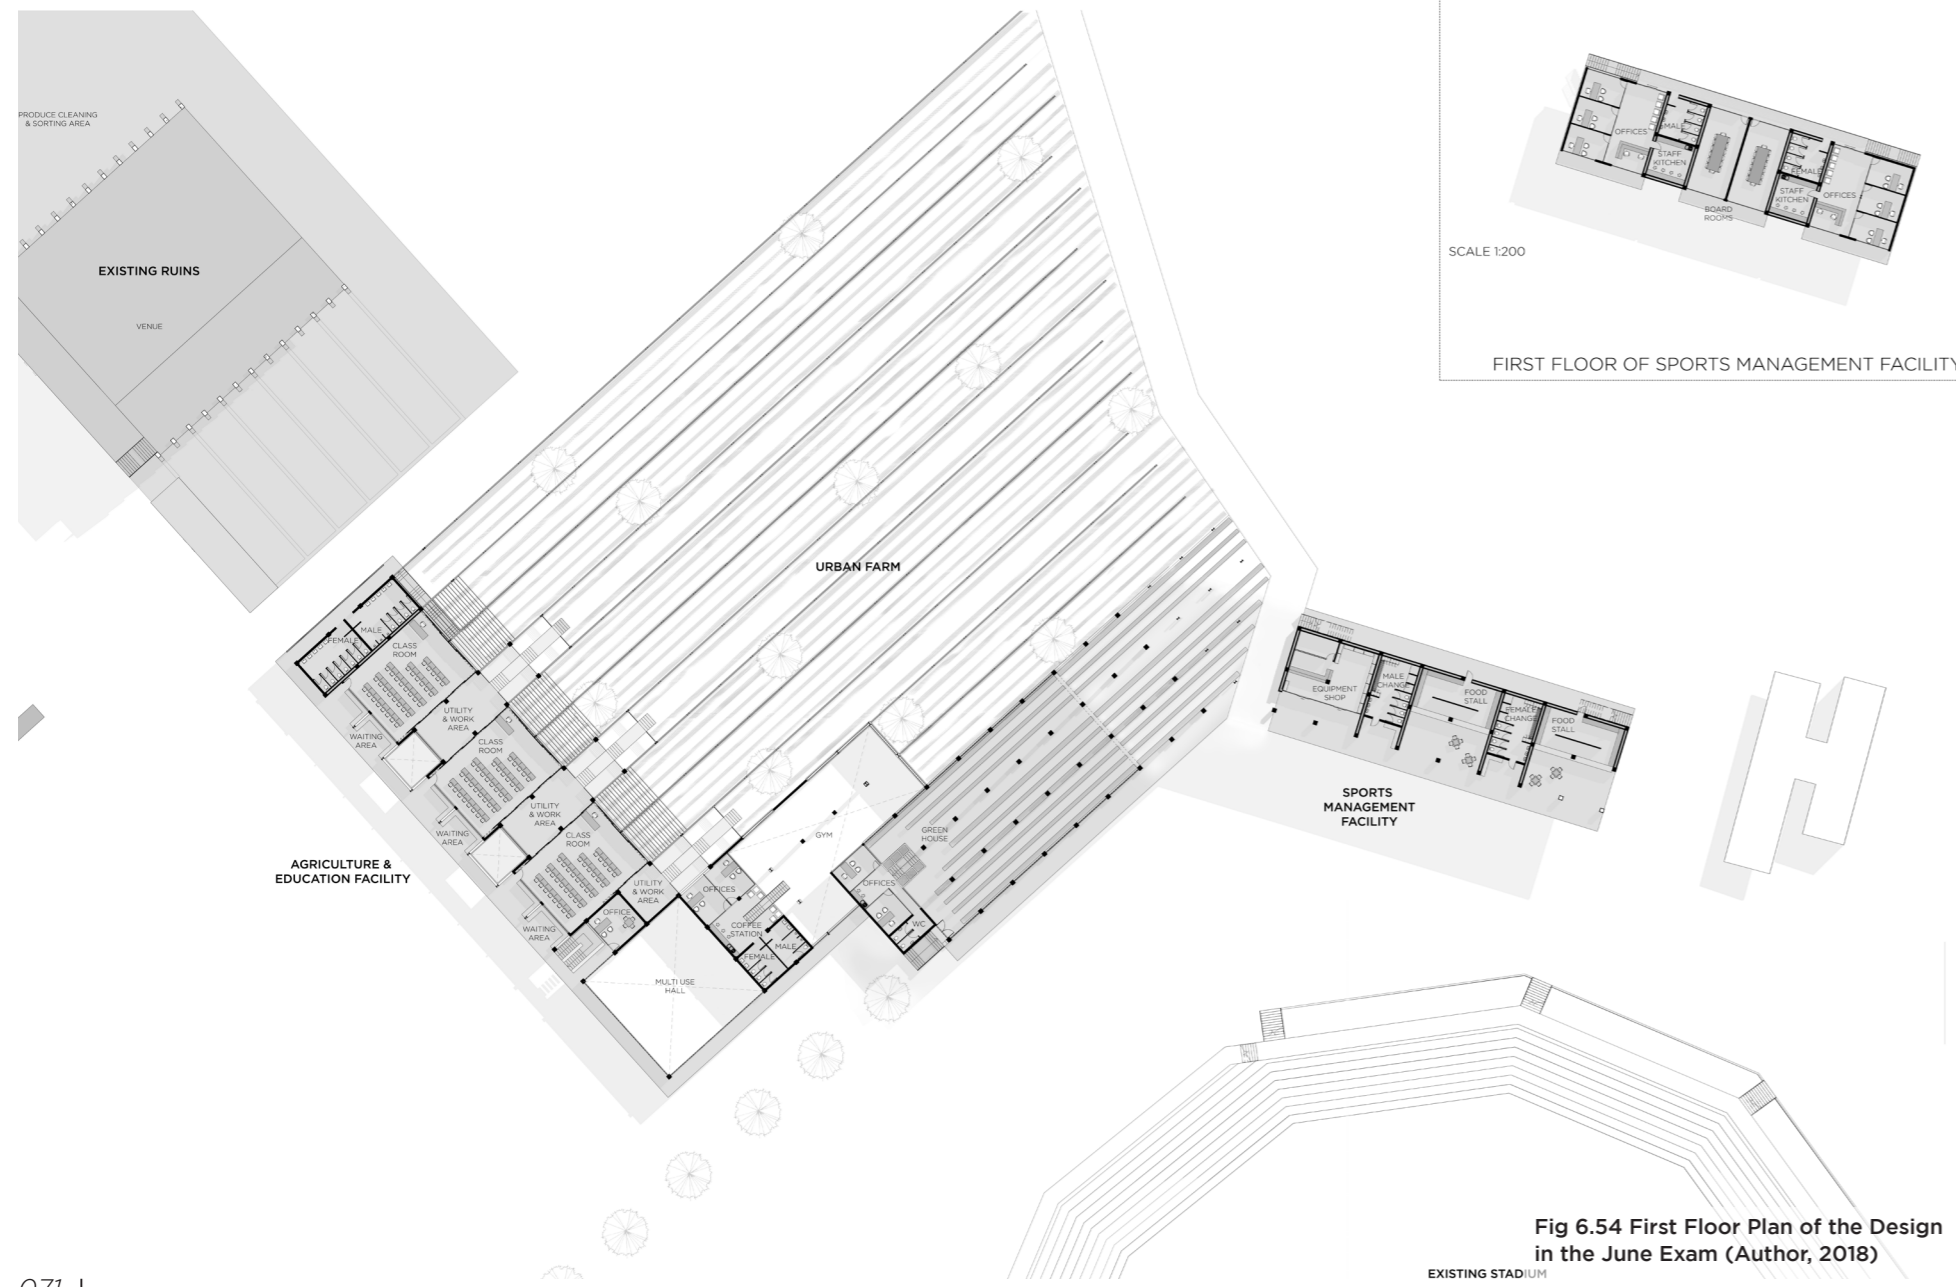 PRODUCE CLEANING
& SORTING AREA
EXISTING RUINS
VENUE
OFFICES
MALE
STAFF
KITCHEN
FEMALE
STAFF
KITCHEN
OFFICES
BOARD
ROOMS
SCALE 1:200
FIRST FLOOR OF SPORTS MANAGEMENT FACILITY
URBAN FARM
FEMALE
MALE
CLASS
ROOM
UTILITY
& WORK
AREA
WAITING
AREA
CLASS
ROOM
UTILITY
& WORK
AREA
WAITING
AREA
CLASS
ROOM
UTILITY
& WORK
AREA
WAITING
AREA
OFFICE
AGRICULTURE &
EDUCATION FACILITY
MULTI USE
HALL
OFFICES
COFFEE
STATION
FEMALE
MALE
GYM
OFFICES
WC
GREEN
HOUSE
EQUIPMENT
SHOP
MALE
CHANGE
FOOD
STALL
FEMALE
CHANGE
FOOD
STALL
SPORTS
MANAGEMENT
FACILITY
Fig 6.54 First Floor Plan of the Design
in the June Exam (Author, 2018)
EXISTING STADIUM
071 |